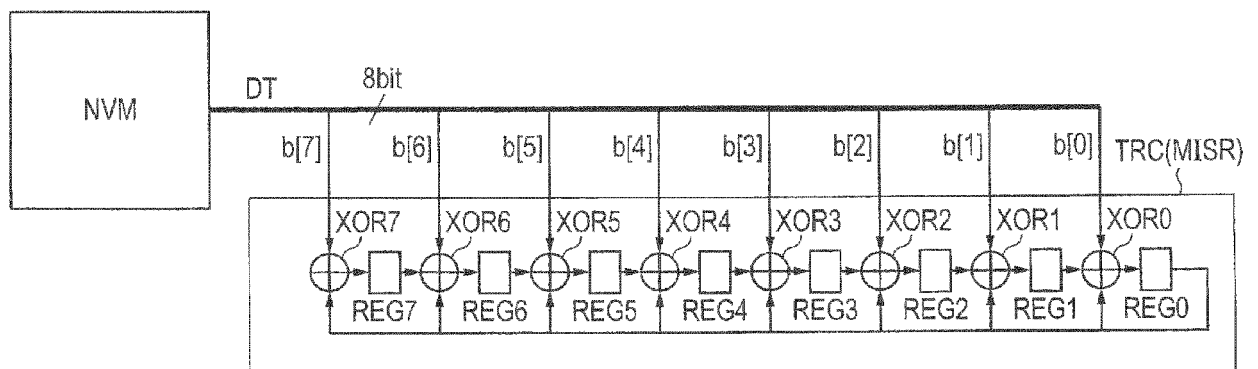 NVM
DT
8bit
b[7] b[6] b[5] b[4] b[3] b[2] b[1] b[0]
TRC(MISR)
XOR7 XOR6 XOR5 XOR4 XOR3 XOR2 XOR1 XOR0
REG7 REG6 REG5 REG4 REG3 REG2 REG1 REG0